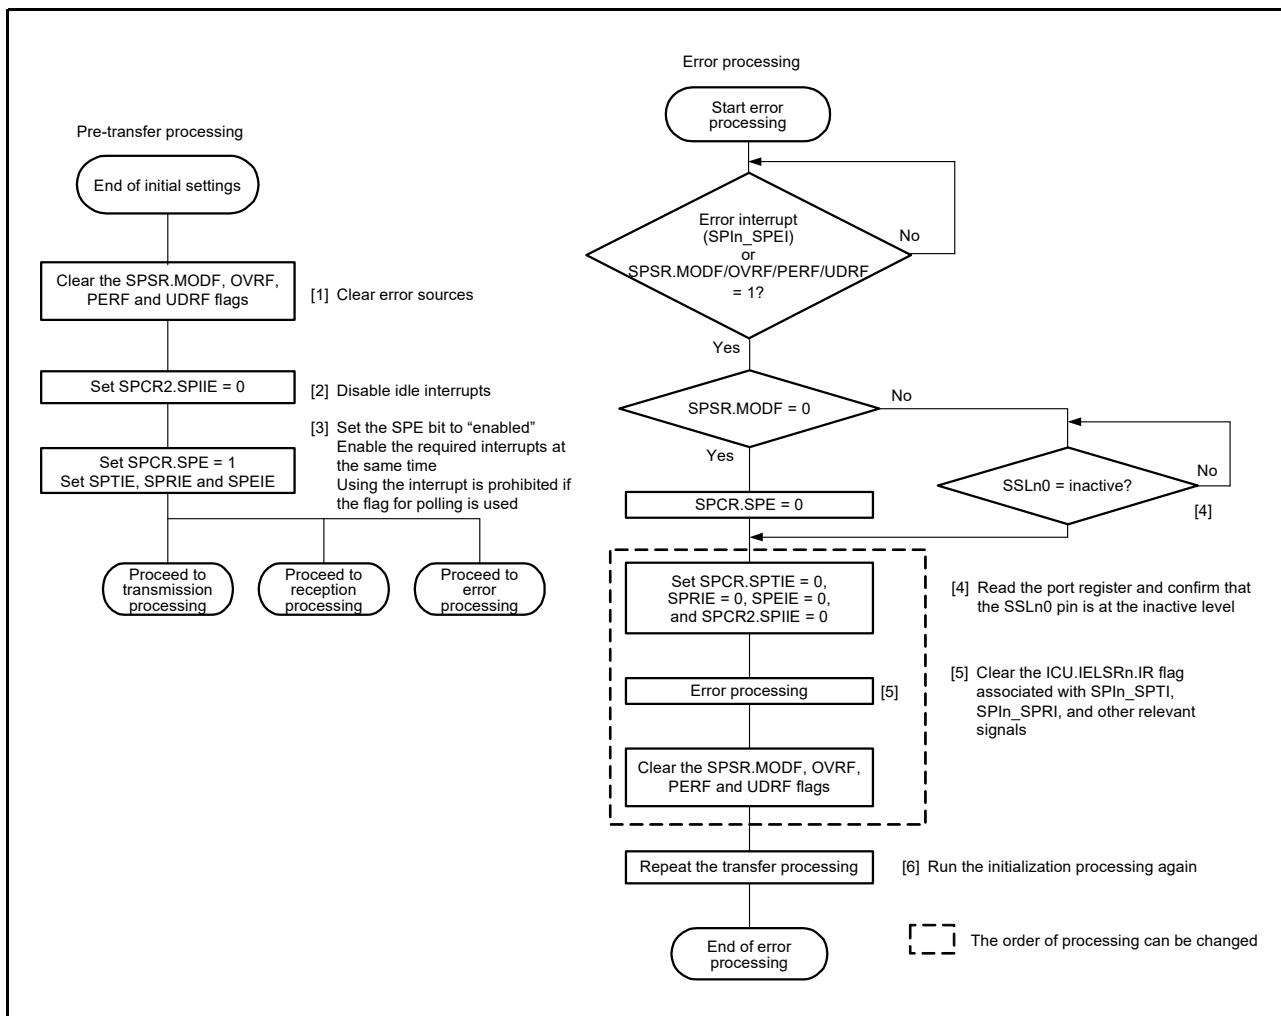 Pre-transfer processing
End of initial settings
Clear the SPSR.MODF, OVRF,
PERF and UDRF flags
[1] Clear error sources
Set SPCR2.SPIIE = 0
[2] Disable idle interrupts
[3] Set the SPE bit to “enabled”
Enable the required interrupts at
the same time
Using the interrupt is prohibited if
the flag for polling is used
Set SPCR.SPE = 1
Set SPTIE, SPRIE and SPEIE
Proceed to
transmission
processing
Proceed to
reception
processing
Proceed to
error
processing
Error processing
Start error
processing
Error interrupt
(SPIn_SPEI)
or
SPSR.MODF/OVRF/PERF/UDRF
= 1?
No
Yes
SPSR.MODF = 0
No
Yes
SSLn0 = inactive?
No
[4]
SPCR.SPE = 0
Set SPCR.SPTIE = 0,
SPRIE = 0, SPEIE = 0,
and SPCR2.SPIIE = 0
[4] Read the port register and confirm that
the SSLn0 pin is at the inactive level
Error processing
[5]
[5] Clear the ICU.IELSRn.IR flag
associated with SPIn_SPTI,
SPIn_SPRI, and other relevant
signals
Clear the SPSR.MODF, OVRF,
PERF and UDRF flags
Repeat the transfer processing
[6] Run the initialization processing again
End of error
processing
The order of processing can be changed